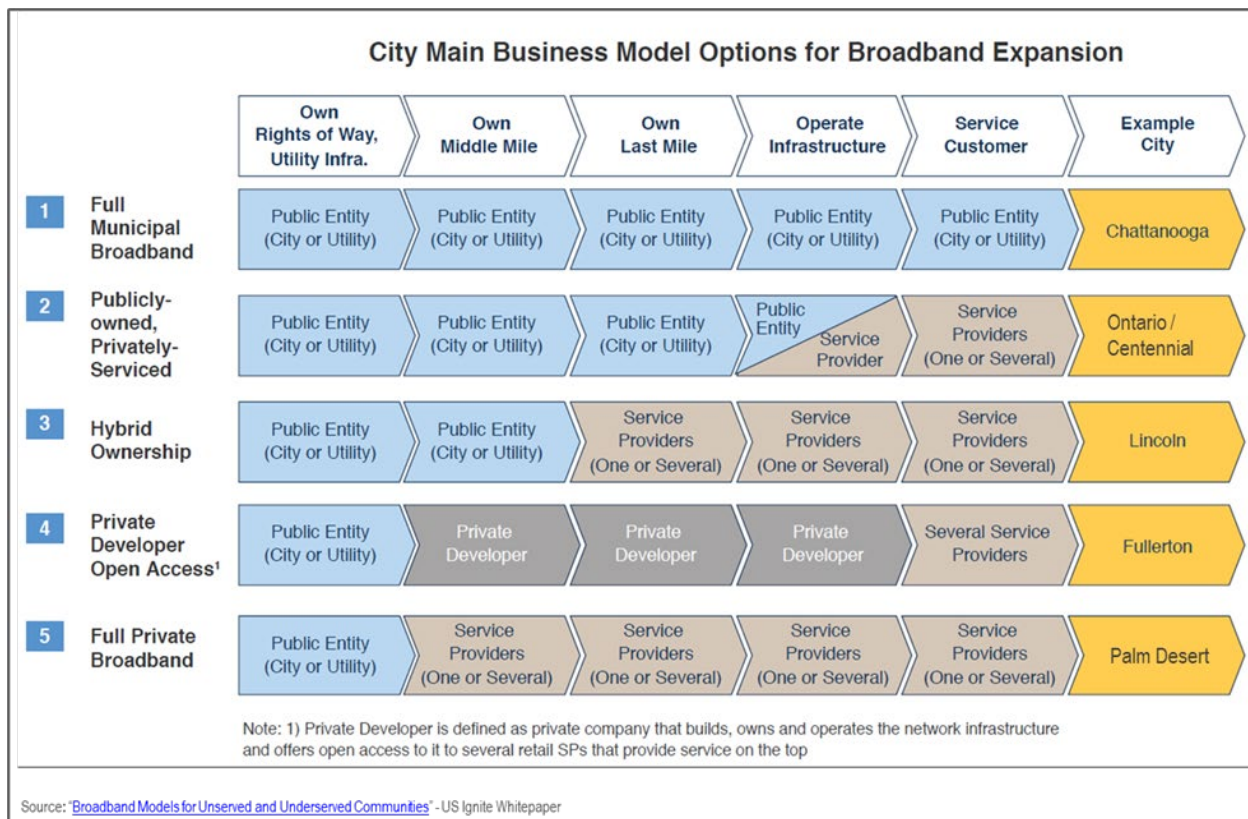 City Main Business Model Options for Broadband Expansion
Own
Rights of Way,
Utility Infra.
Own
Middle Mile
Own
Last Mile
Operate
Infrastructure
Service
Customer
Example
City
1
Full
Municipal
Broadband
Public Entity
(City or Utility)
Public Entity
(City or Utility)
Public Entity
(City or Utility)
Public Entity
(City or Utility)
Public Entity
(City or Utility)
Chattanooga
2
Publicly-
owned,
Privately-
Serviced
Public Entity
(City or Utility)
Public Entity
(City or Utility)
Public Entity
(City or Utility)
Public
Entity
Service
Provider
Service
Providers
(One or Several)
Ontario /
Centennial
3
Hybrid
Ownership
Public Entity
(City or Utility)
Public Entity
(City or Utility)
Service
Providers
(One or Several)
Service
Providers
(One or Several)
Service
Providers
(One or Several)
Lincoln
4
Private
Developer
Open Access¹
Public Entity
(City or Utility)
Private
Developer
Private
Developer
Private
Developer
Several Service
Providers
Fullerton
5
Full Private
Broadband
Public Entity
(City or Utility)
Service
Providers
(One or Several)
Service
Providers
(One or Several)
Service
Providers
(One or Several)
Service
Providers
(One or Several)
Palm Desert
Note: 1) Private Developer is defined as private company that builds, owns and operates the network infrastructure
and offers open access to it to several retail SPs that provide service on the top
Source: "Broadband Models for Unserved and Underserved Communities" - US Ignite Whitepaper